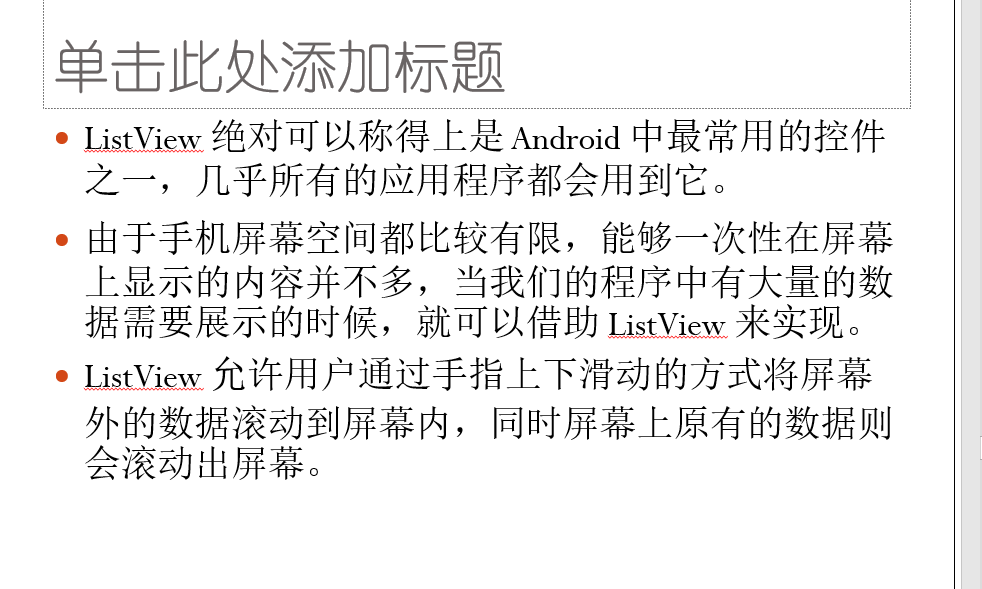 单击此处添加标题
ListView 绝对可以称得上是 Android 中最常用的控件
之一，几乎所有的应用程序都会用到它。
由于手机屏幕空间都比较有限，能够一次性在屏幕
上显示的内容并不多，当我们的程序中有大量的数
据需要展示的时候，就可以借助 ListView 来实现。
ListView 允许用户通过手指上下滑动的方式将屏幕
外的数据滚动到屏幕内，同时屏幕上原有的数据则
会滚动出屏幕。